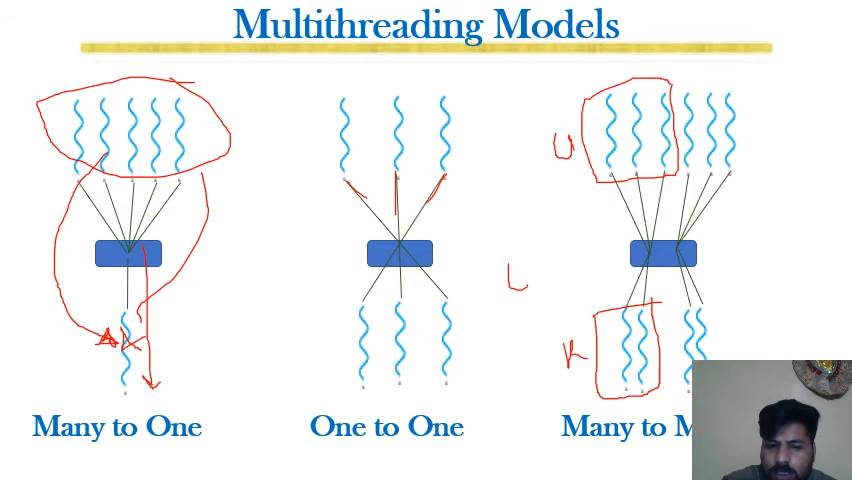 Multithreading Models
U
L
K
Many to One
One to One
Many to M